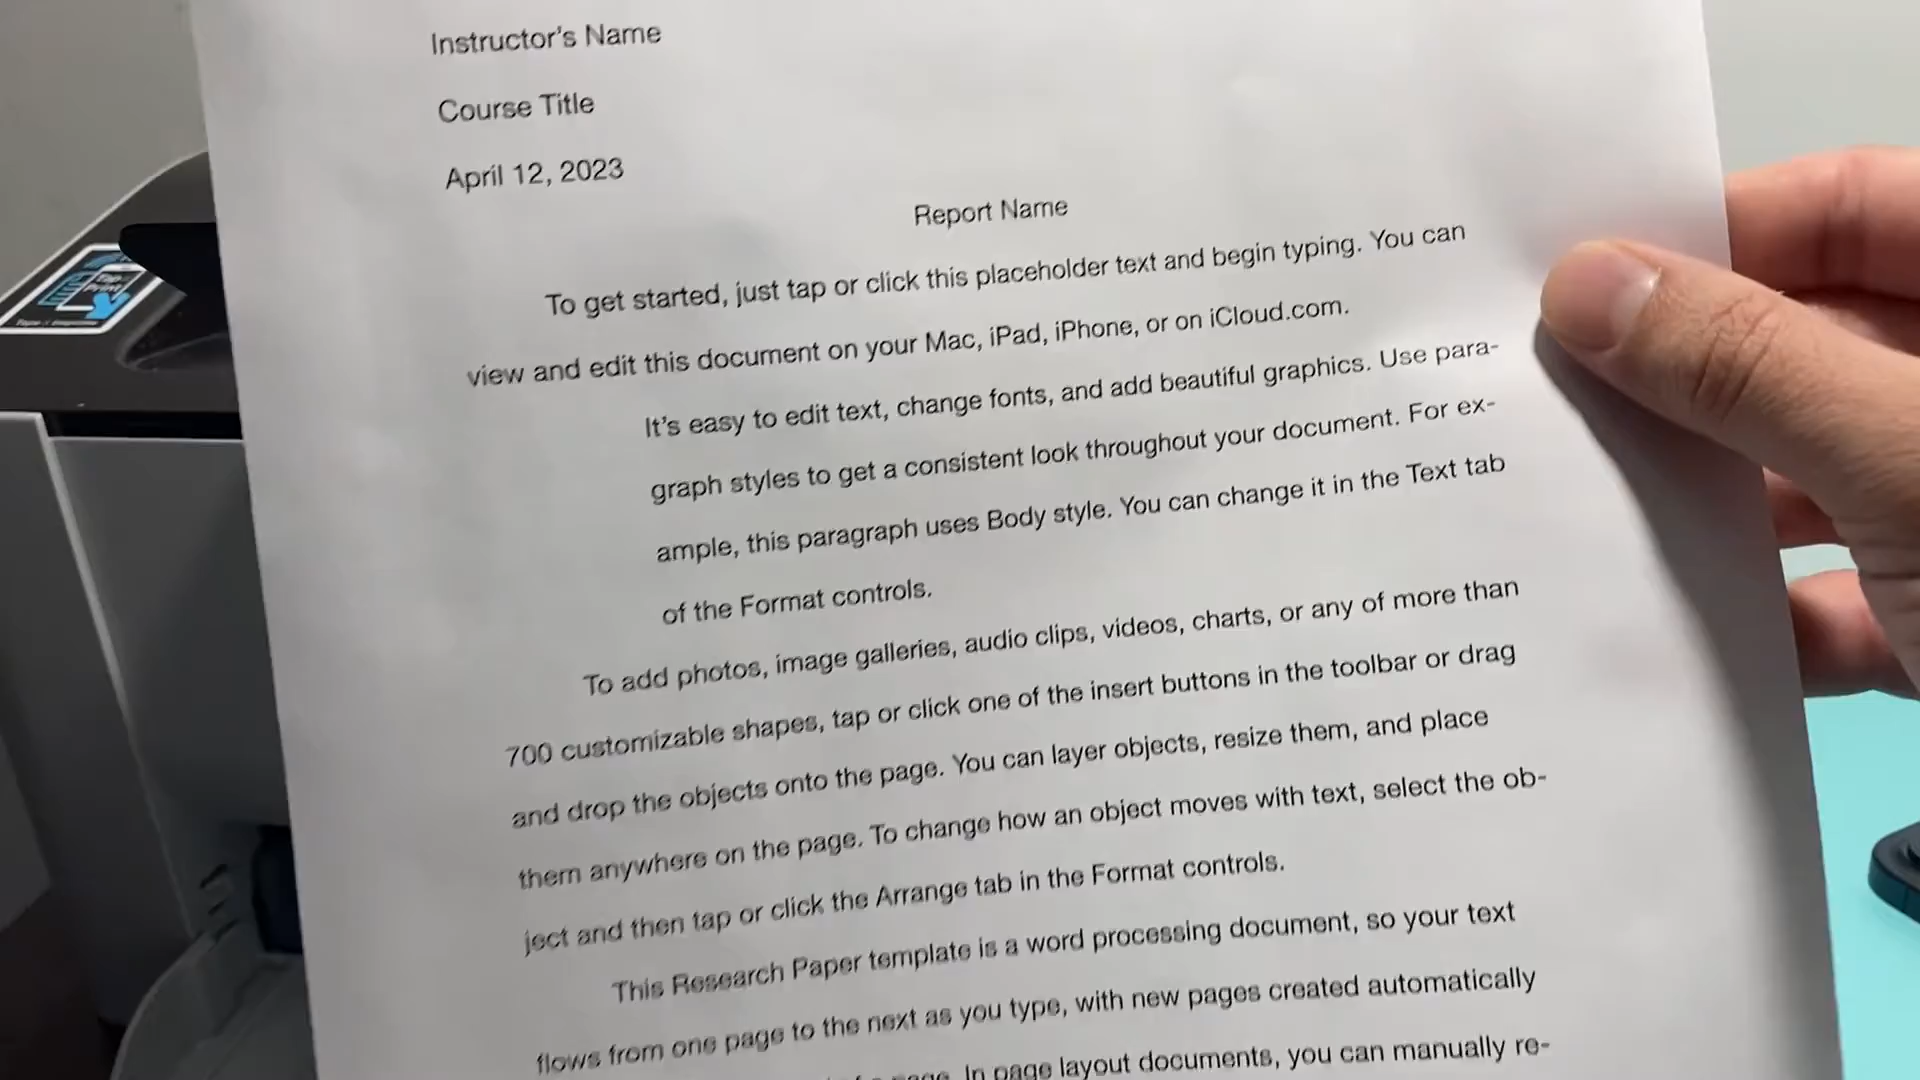 Instructor's Name
Course Title
April 12, 2023
Report Name
To get started, just tap or click this placeholder text and begin typing. You can
view and edit this document on your Mac, iPad, iPhone, or on iCloud.com.
It's easy to edit text, change fonts, and add beautiful graphics. Use para-
graph styles to get a consistent look throughout your document. For ex-
ample, this paragraph uses Body style. You can change it in the Text tab
of the Format controls.
To add photos, image galleries, audio clips, videos, charts, or any of more than
700 customizable shapes, tap or click one of the insert buttons in the toolbar or drag
and drop the objects onto the page. You can layer objects, resize them, and place
them anywhere on the page. To change how an object moves with text, select the ob-
ject and then tap or click the Arrange tab in the Format controls.
This Research Paper template is a word processing document, so your text
flows from one page to the next as you type, with new pages created automatically
page. In page layout documents, you can manually re-